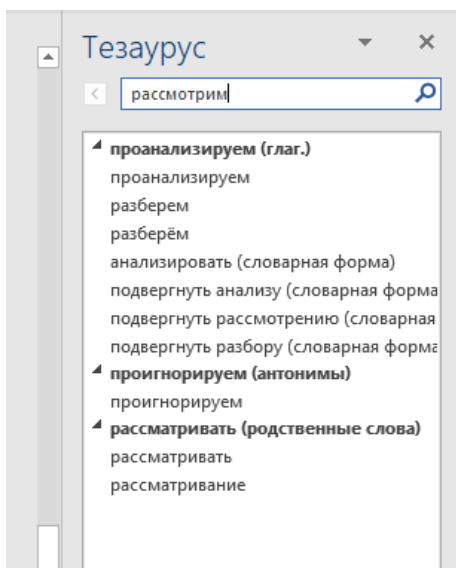 Тезаурус
рассмотрим
проанализируем (глаг.)
проанализируем
разберем
разберём
анализировать (словарная форма)
подвергнуть анализу (словарная форма
подвергнуть рассмотрению (словарная
подвергнуть разбору (словарная форма
проигнорируем (антонимы)
проигнорируем
рассматривать (родственные слова)
рассматривать
рассматривание